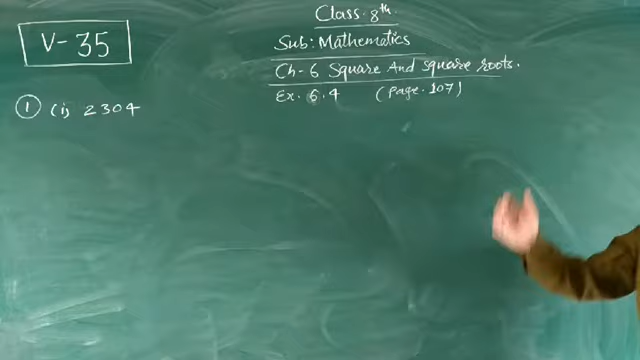 Class. 8th.
V-35
Sub: Mathematics
Ch-6 Square And square roots.
Ex. 6.4 (Page. 107)
① (i) 2304